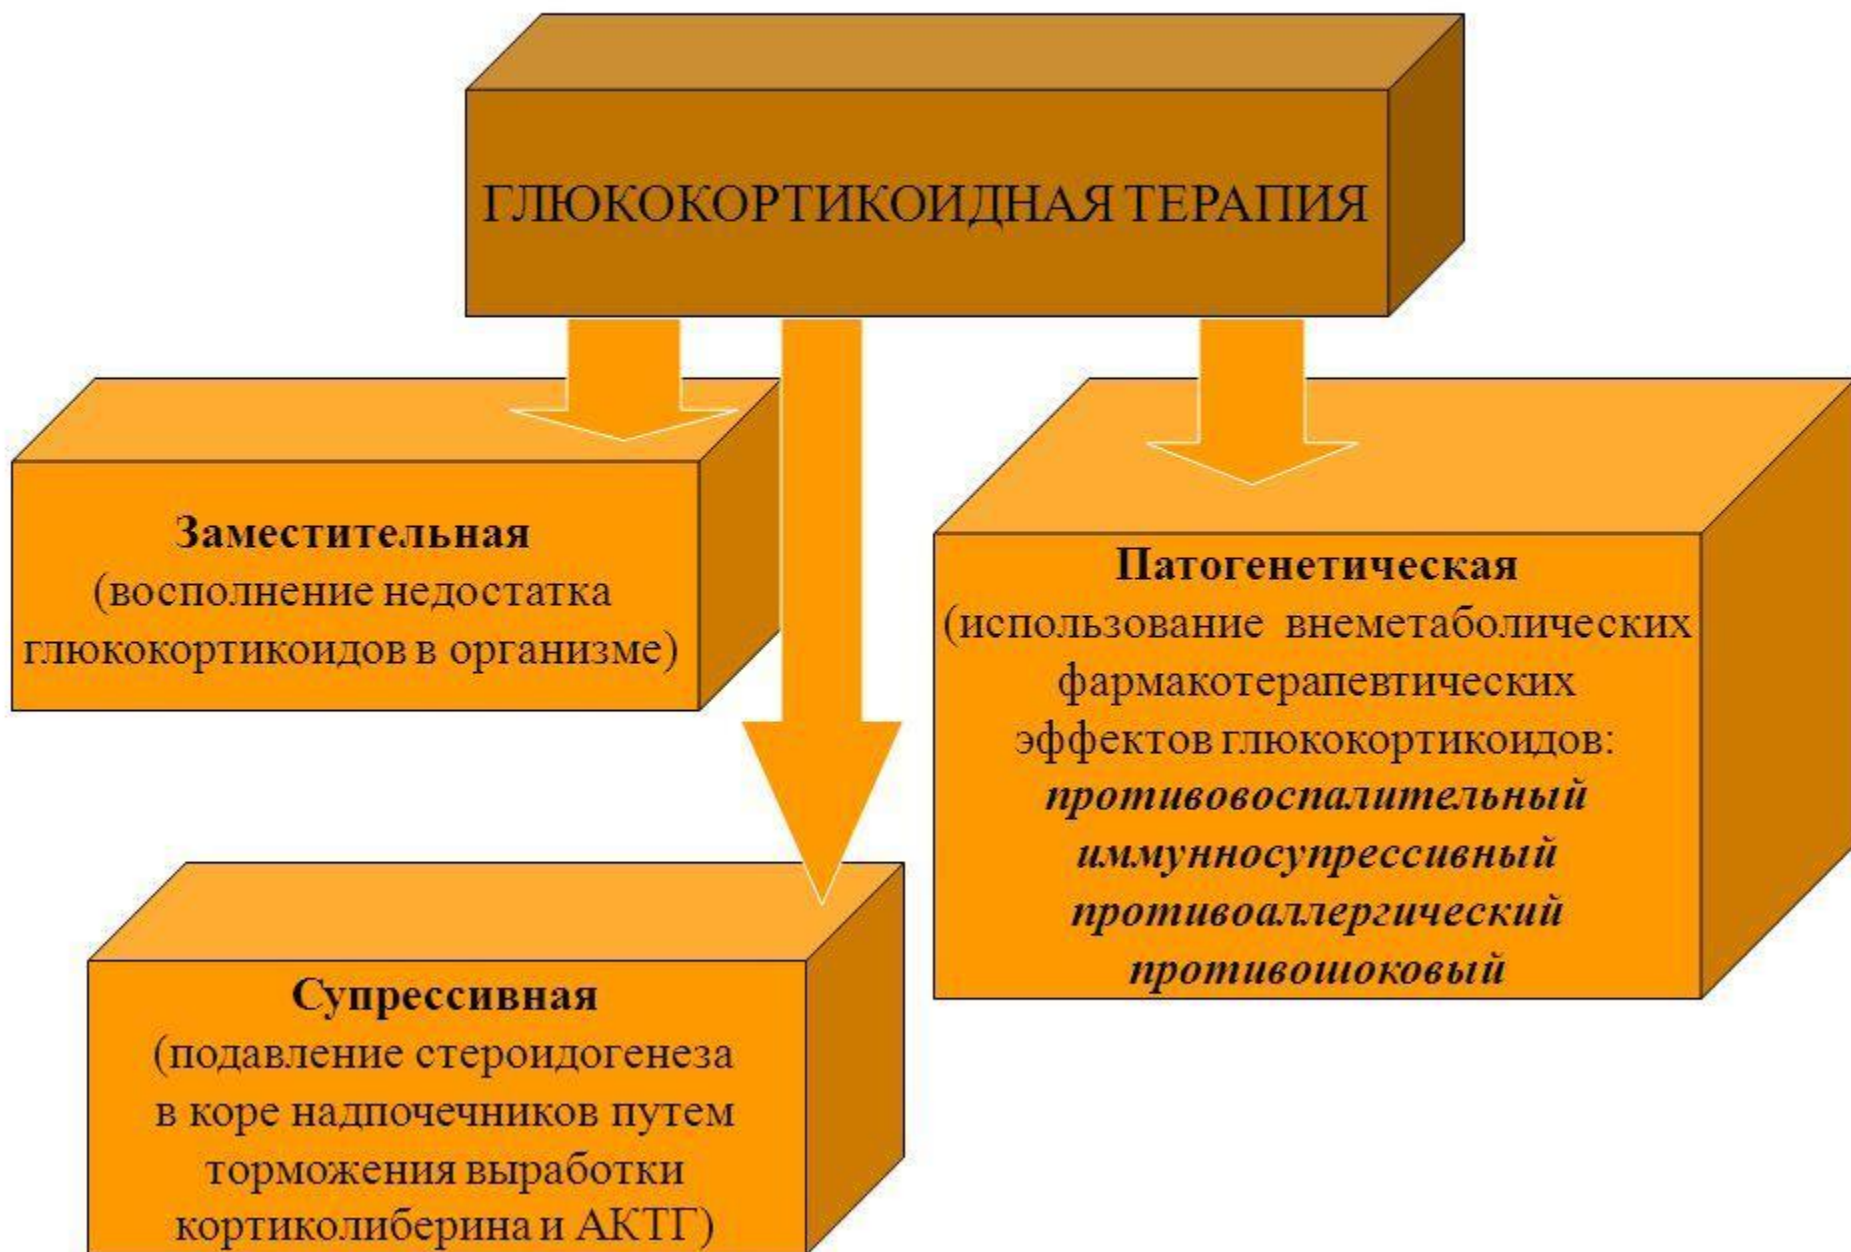 ГЛЮКОКОРТИКОИДНАЯ ТЕРАПИЯ
Заместительная
(восполнение недостатка
глюкокортикоидов в организме)
Патогенетическая
(использование внеметаболических
фармакотерапевтических
эффектов глюкокортикоидов:
противовоспалительный
иммунносупрессивный
противоаллергический
противошоковый
Супрессивная
(подавление стероидогенеза
в коре надпочечников путем
торможения выработки
кортиколиберина и АКТГ)